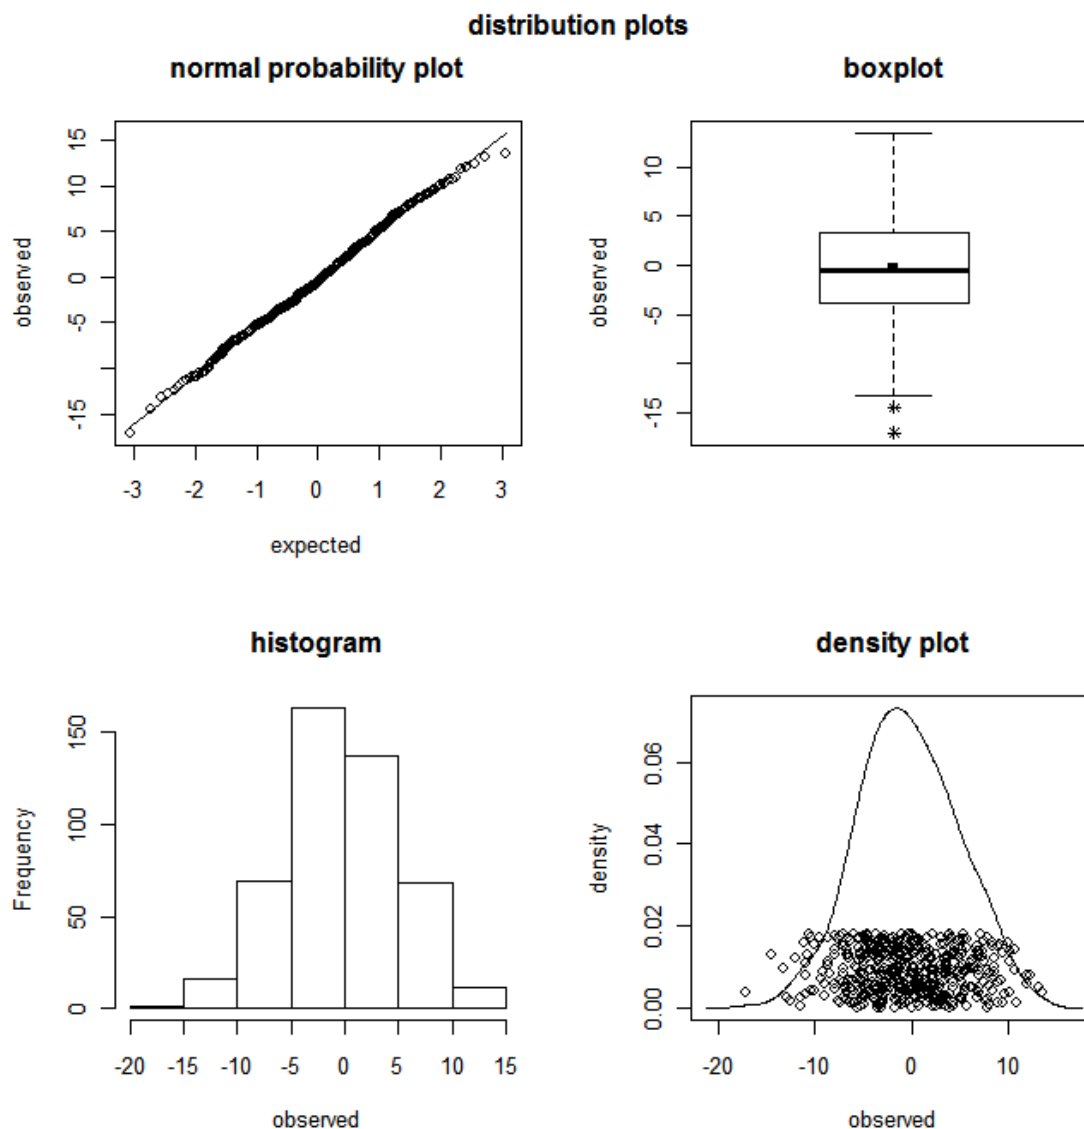 distribution plots
normal probability plot
15
10
5
0
-5
-15
observed
-3 -2 -1 0 1 2 3
expected
boxplot
10
5
0
-5
-15
observed
histogram
150
100
50
0
Frequency
-20 -15 -10 -5 0 5 10 15
observed
density plot
0.06
0.04
0.02
0.00
density
-20 -10 0 10
observed